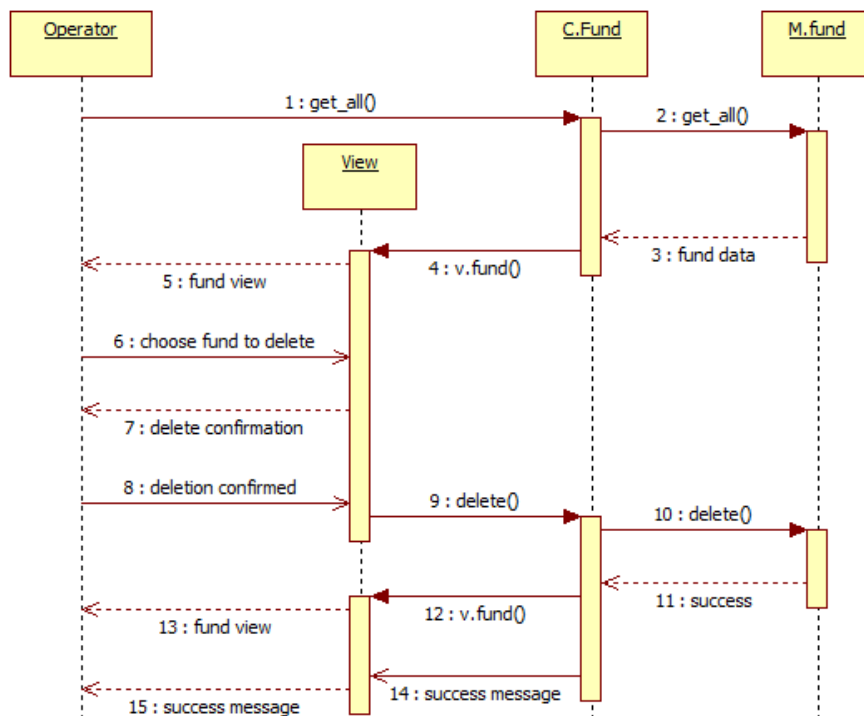 Operator
C.Fund
M.fund
1 : get_all()
2 : get_all()
View
3 : fund data
4 : v.fund()
5 : fund view
6 : choose fund to delete
7 : delete confirmation
8 : deletion confirmed
9 : delete()
10 : delete()
11 : success
12 : v.fund()
13 : fund view
14 : success message
15 : success message